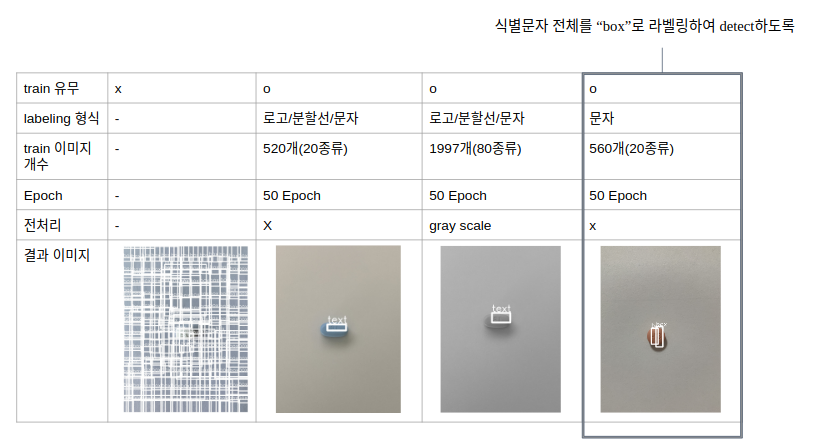 식별문자 전체를 “box”로 라벨링하여 detect하도록
train 유무 x o o o
labeling 형식 - 로고/분할선/문자 로고/분할선/문자 문자
train 이미지 개수 - 520개(20종류) 1997개(80종류) 560개(20종류)
Epoch - 50 Epoch 50 Epoch 50 Epoch
전처리 - X gray scale x
결과 이미지
text text